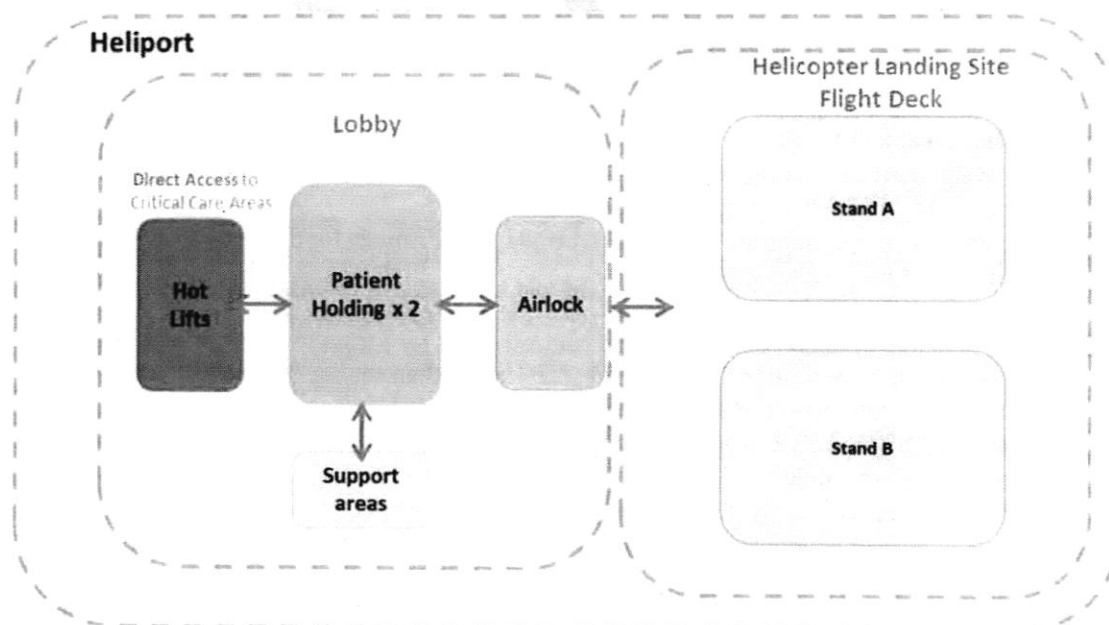 Heliport
Helicopter Landing Site
Flight Deck
Lobby
Direct Access to
Critical Care Areas
Hot
Lifts
Patient
Holding x 2
Airlock
Stand A
Stand B
Support
areas